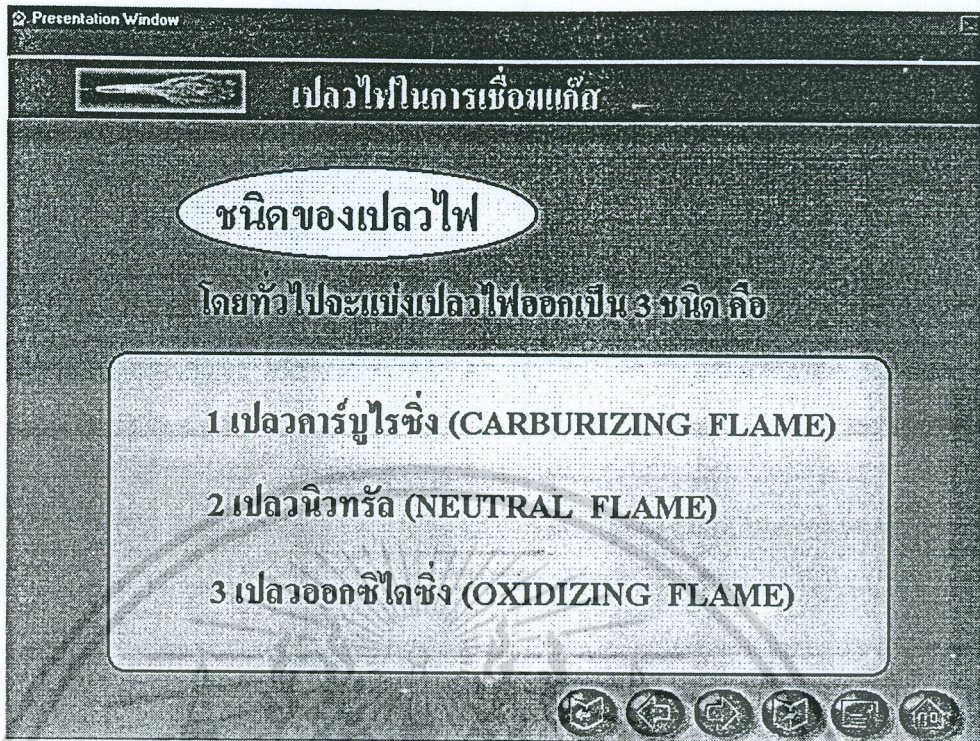 Presentation Window
เปลวไฟในการเชื่อมแก๊ส
ชนิดของเปลวไฟ
โดยทั่วไปจะแบ่งเปลวไฟออกเป็น 3 ชนิด คือ
1 เปลวคาร์บูไรซิ่ง (CARBURIZING FLAME)
2 เปลวนิวทรัล (NEUTRAL FLAME)
3 เปลวออกซิไดซิ่ง (OXIDIZING FLAME)